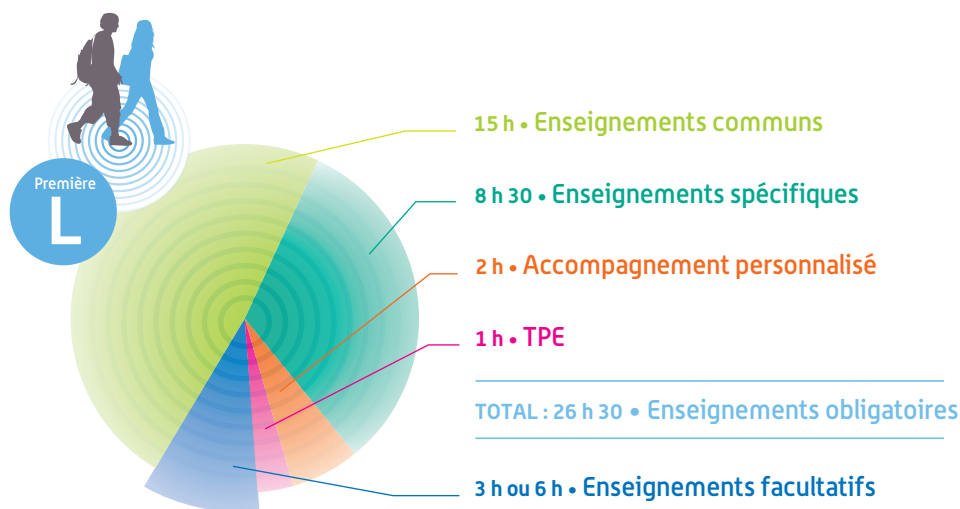 Première
L
15 h • Enseignements communs
8 h 30 • Enseignements spécifiques
2 h • Accompagnement personnalisé
1 h • TPE
TOTAL : 26 h 30 • Enseignements obligatoires
3 h ou 6 h • Enseignements facultatifs